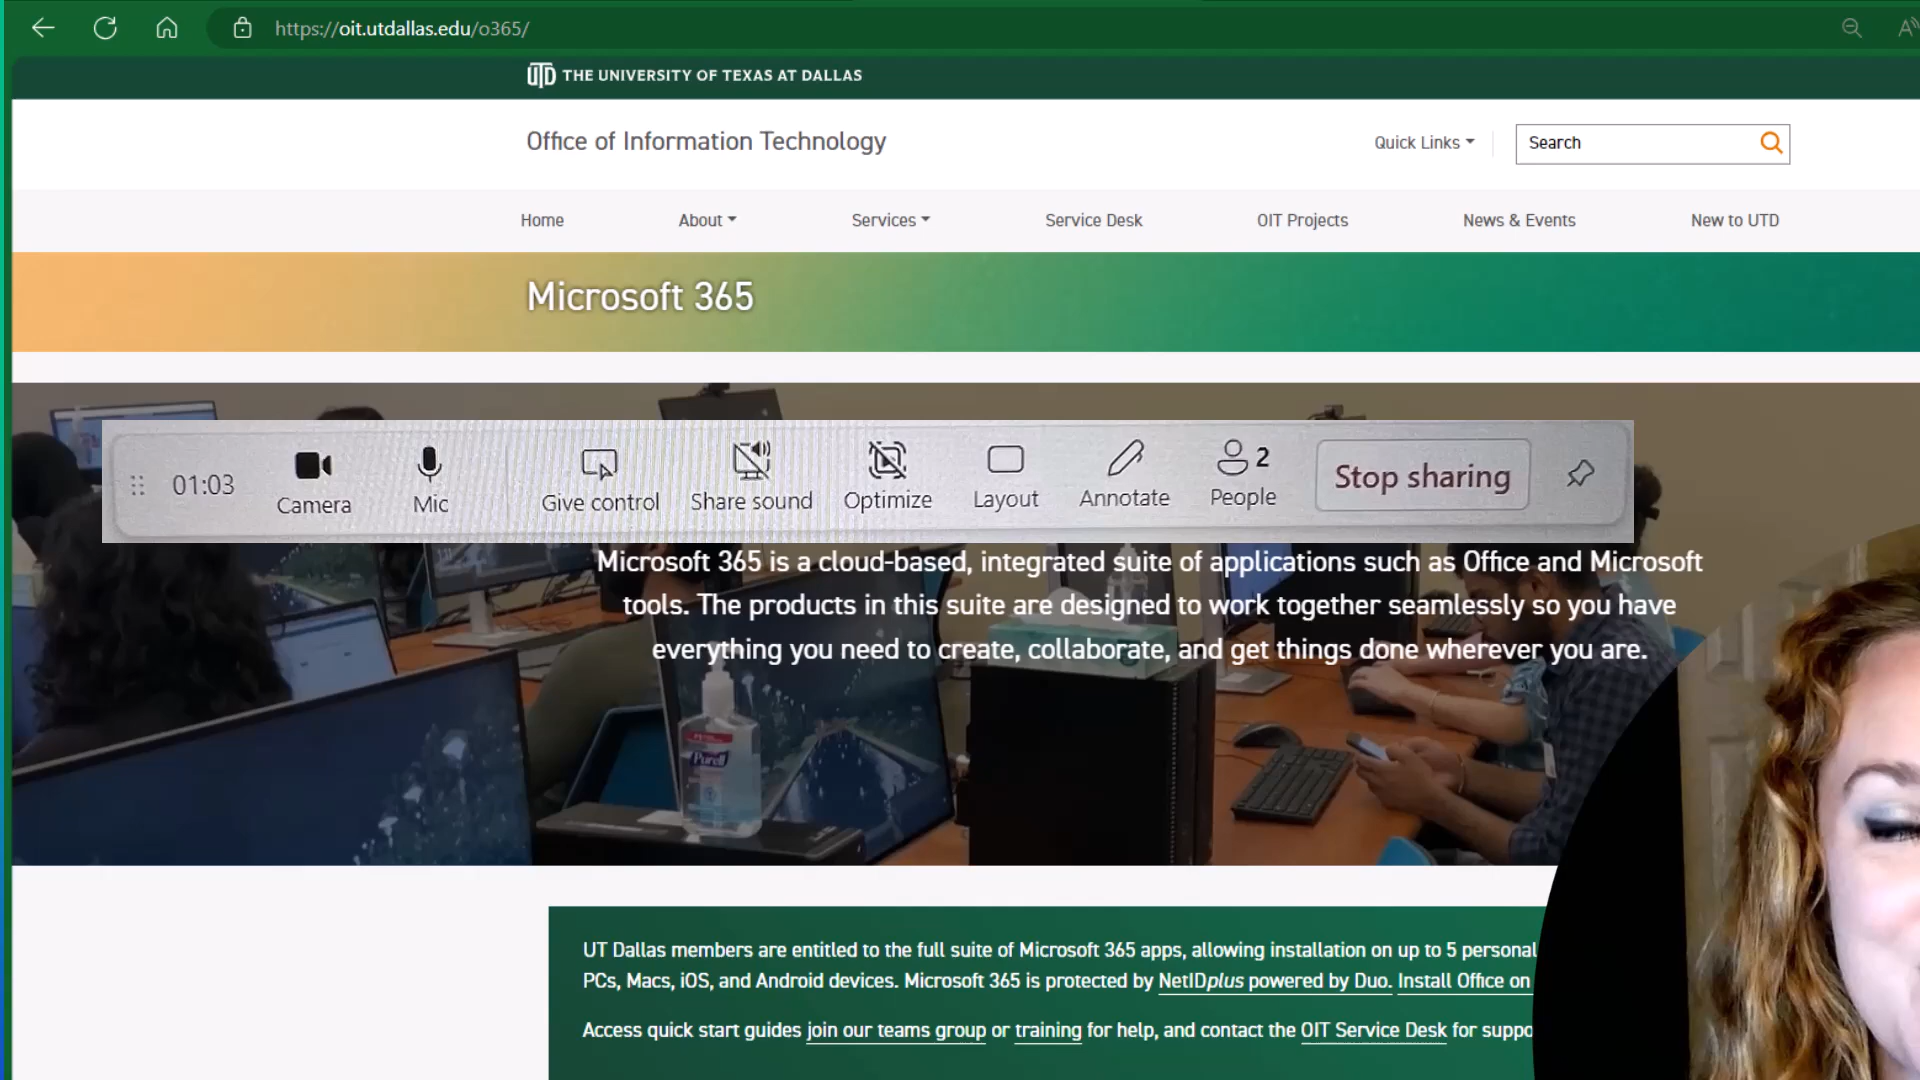 https://oit.utdallas.edu/o365/
UTD THE UNIVERSITY OF TEXAS AT DALLAS
Office of Information Technology
Quick Links
Search
Home About Services Service Desk OIT Projects News & Events New to UTD
Microsoft 365
01:03 Camera Mic Give control Share sound Optimize Layout Annotate 2 People Stop sharing
Microsoft 365 is a cloud-based, integrated suite of applications such as Office and Microsoft
tools. The products in this suite are designed to work together seamlessly so you have
everything you need to create, collaborate, and get things done wherever you are.
Purell
UT Dallas members are entitled to the full suite of Microsoft 365 apps, allowing installation on up to 5 personal
PCs, Macs, iOS, and Android devices. Microsoft 365 is protected by NetIDplus powered by Duo. Install Office on
Access quick start guides join our teams group or training for help, and contact the OIT Service Desk for suppo